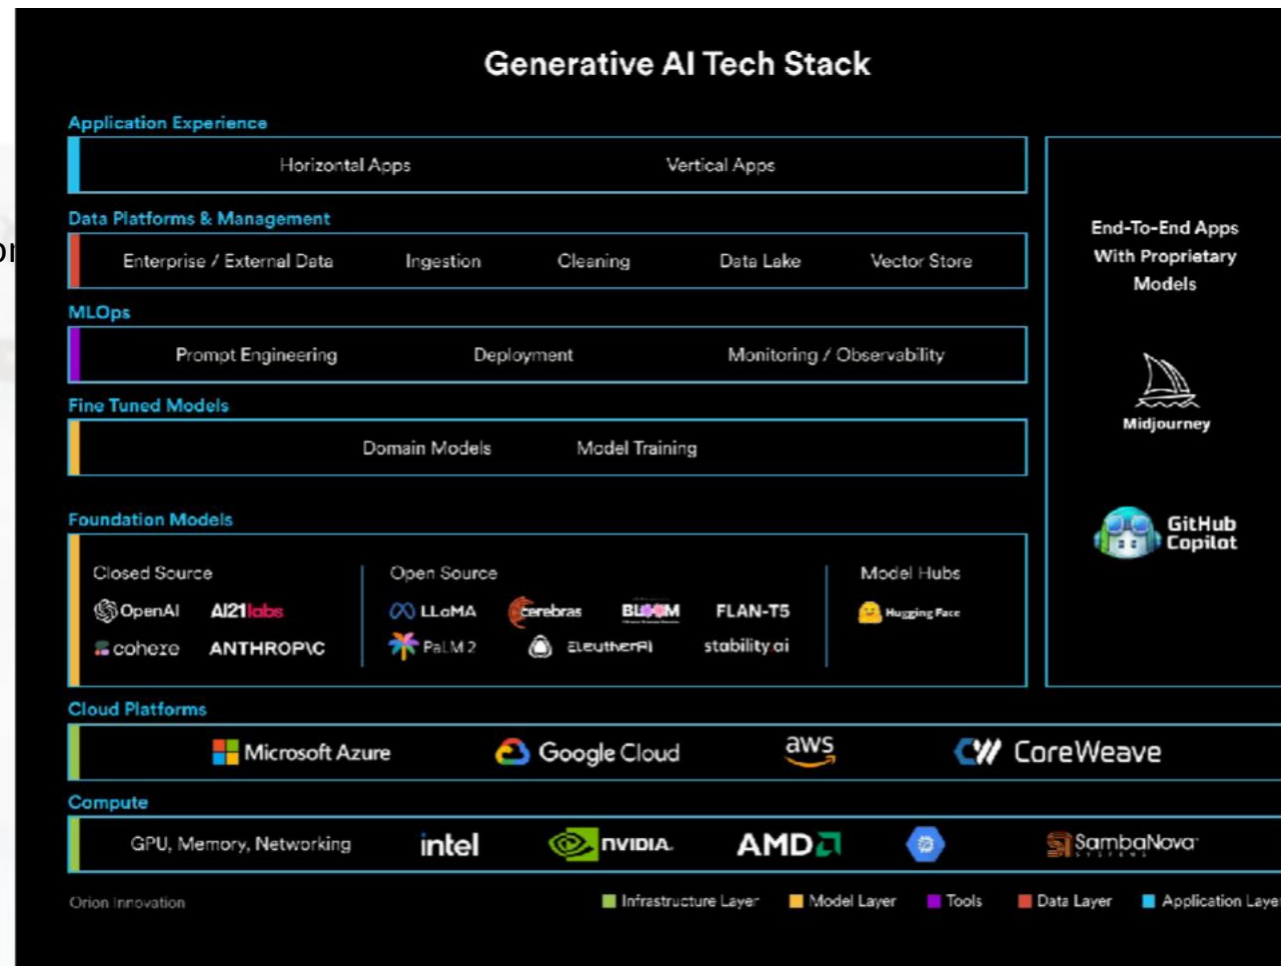 Generative AI Tech Stack
Application Experience
Horizontal Apps Vertical Apps
Data Platforms & Management
Enterprise / External Data Ingestion Cleaning Data Lake Vector Store
MLOps
Prompt Engineering Deployment Monitoring / Observability
Fine Tuned Models
Domain Models Model Training
Foundation Models
Closed Source
OpenAI AI21labs
cohere ANTHROP\C
Open Source
LLaMA cerebras BLOOM FLAN-T5
PaLM 2 ELeutherAI stability.ai
Model Hubs
Hugging Face
End-To-End Apps
With Proprietary
Models
Midjourney
GitHub
Copilot
Cloud Platforms
Microsoft Azure Google Cloud aws CoreWeave
Compute
GPU, Memory, Networking intel NVIDIA. AMD SambaNova
SYSTEMS
Orion Innovation Infrastructure Layer Model Layer Tools Data Layer Application Laye